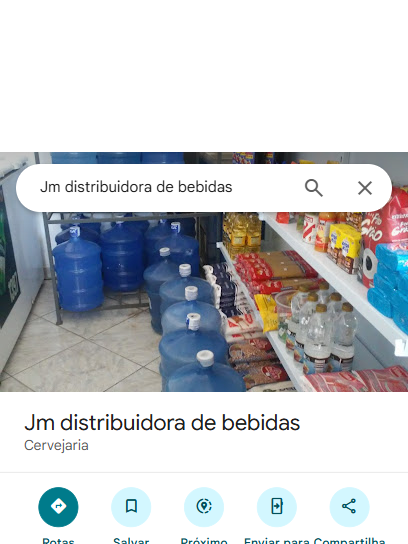 Jm distribuidora de bebidas
Jm distribuidora de bebidas
Cervejaria
Rotas
Salvar
Próximo
Enviar para
Compartilha